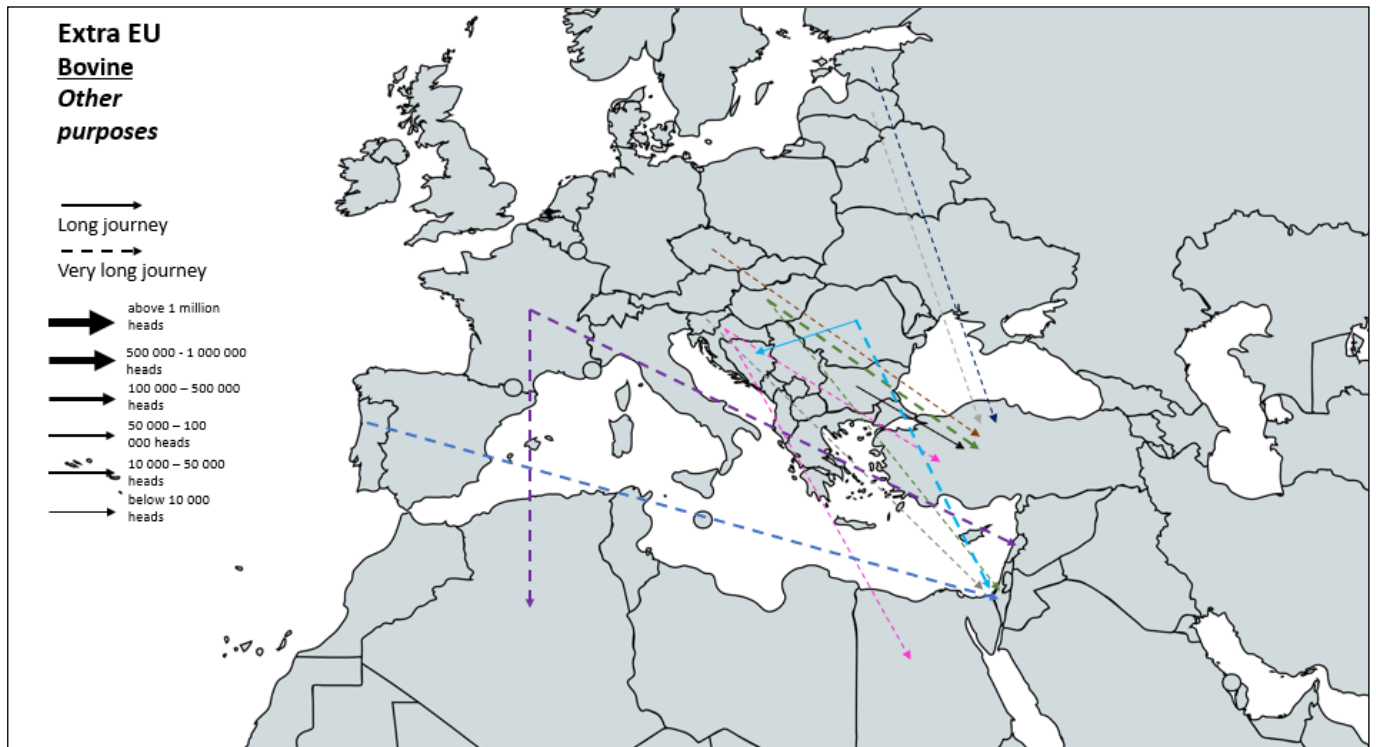 Extra EU
Bovine
Other
purposes
Long journey
Very long journey
above 1 million
heads
500 000 - 1 000 000
heads
100 000 – 500 000
heads
50 000 – 100
000 heads
10 000 – 50 000
heads
below 10 000
heads